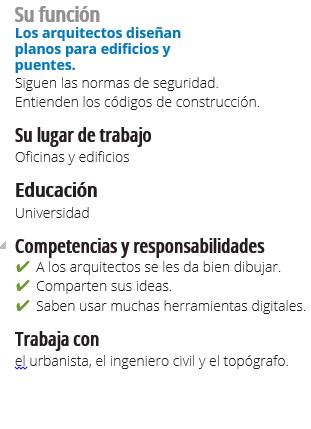 Su función
Los arquitectos diseñan
planos para edificios y
puentes.
Siguen las normas de seguridad.
Entienden los códigos de construcción.
Su lugar de trabajo
Oficinas y edificios
Educación
Universidad
Competencias y responsabilidades
✔ A los arquitectos se les da bien dibujar.
✔ Comparten sus ideas.
✔ Saben usar muchas herramientas digitales.
Trabaja con
el urbanista, el ingeniero civil y el topógrafo.